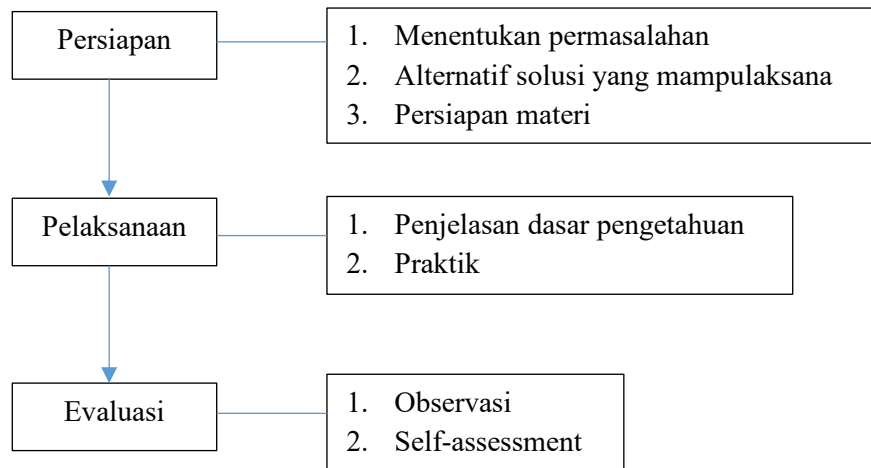 Persiapan
1. Menentukan permasalahan
2. Alternatif solusi yang mampulaksana
3. Persiapan materi
Pelaksanaan
1. Penjelasan dasar pengetahuan
2. Praktik
Evaluasi
1. Observasi
2. Self-assessment